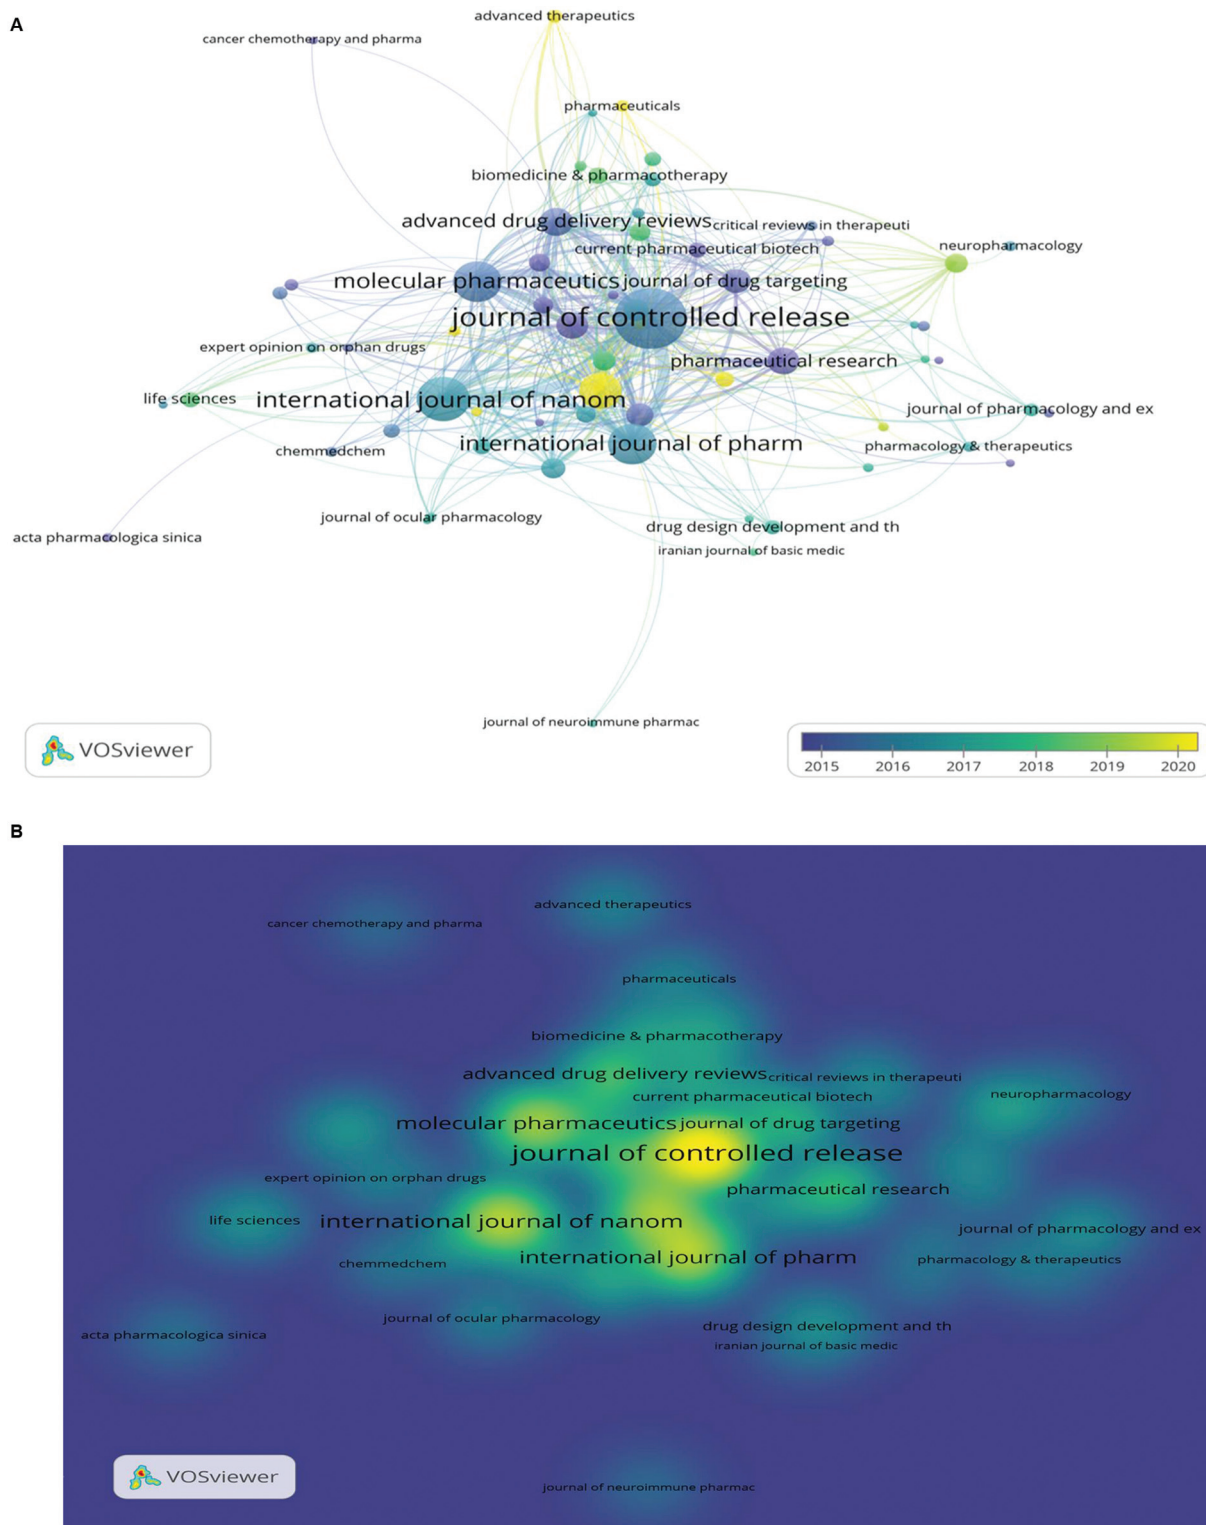 A
advanced therapeutics
cancer chemotherapy and pharma
pharmaceuticals
biomedicine & pharmacotherapy
advanced drug delivery reviews
critical reviews in therapeuti
current pharmaceutical biotech
neuropharmacology
molecular pharmaceutics
journal of drug targeting
journal of controlled release
expert opinion on orphan drugs
pharmaceutical research
life sciences
international journal of nanom
journal of pharmacology and ex
international journal of pharm
pharmacology & therapeutics
chemmedchem
journal of ocular pharmacology
drug design development and th
acta pharmacologica sinica
iranian journal of basic medic
journal of neuroimmune pharmac
VOSviewer
2015 2016 2017 2018 2019 2020
B
advanced therapeutics
cancer chemotherapy and pharma
pharmaceuticals
biomedicine & pharmacotherapy
advanced drug delivery reviews
critical reviews in therapeuti
current pharmaceutical biotech
neuropharmacology
molecular pharmaceutics
journal of drug targeting
journal of controlled release
expert opinion on orphan drugs
pharmaceutical research
life sciences
international journal of nanom
journal of pharmacology and ex
international journal of pharm
pharmacology & therapeutics
chemmedchem
journal of ocular pharmacology
drug design development and th
acta pharmacologica sinica
iranian journal of basic medic
VOSviewer
journal of neuroimmune pharmac